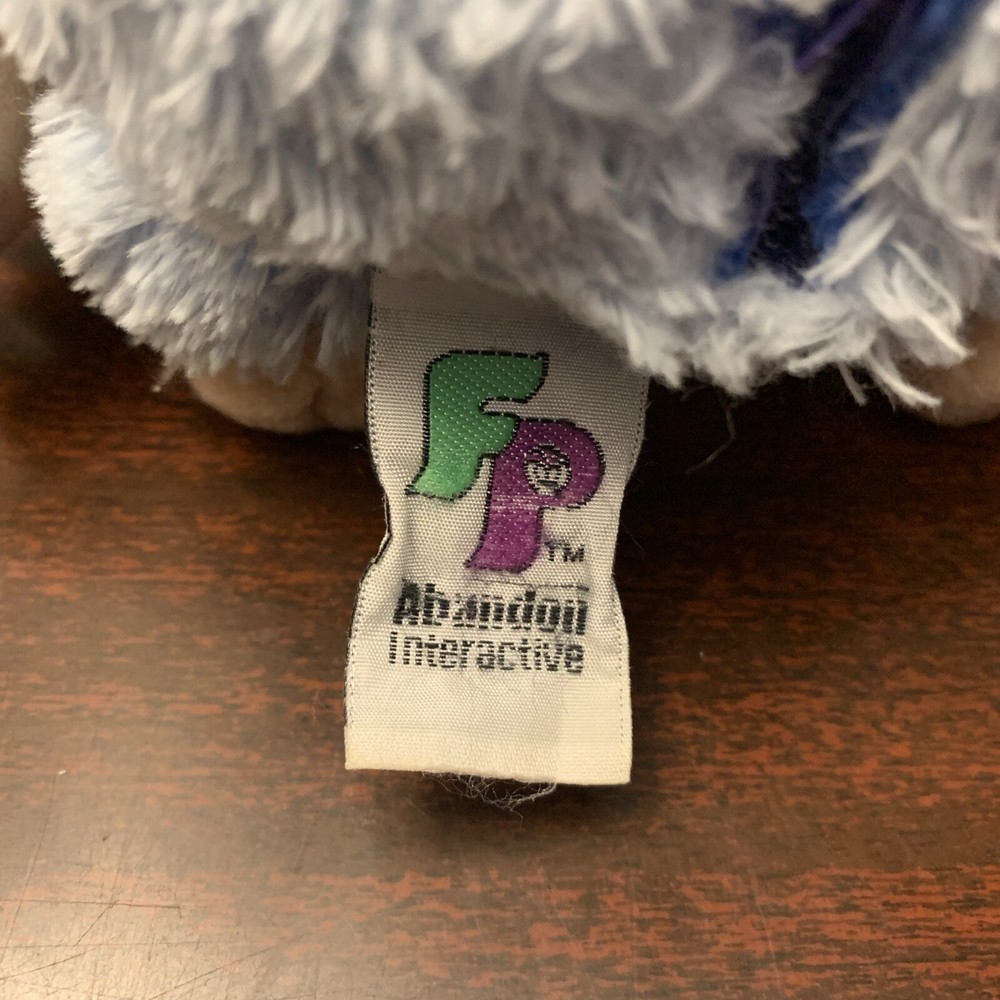 FP
TM
Abandon
Interactive